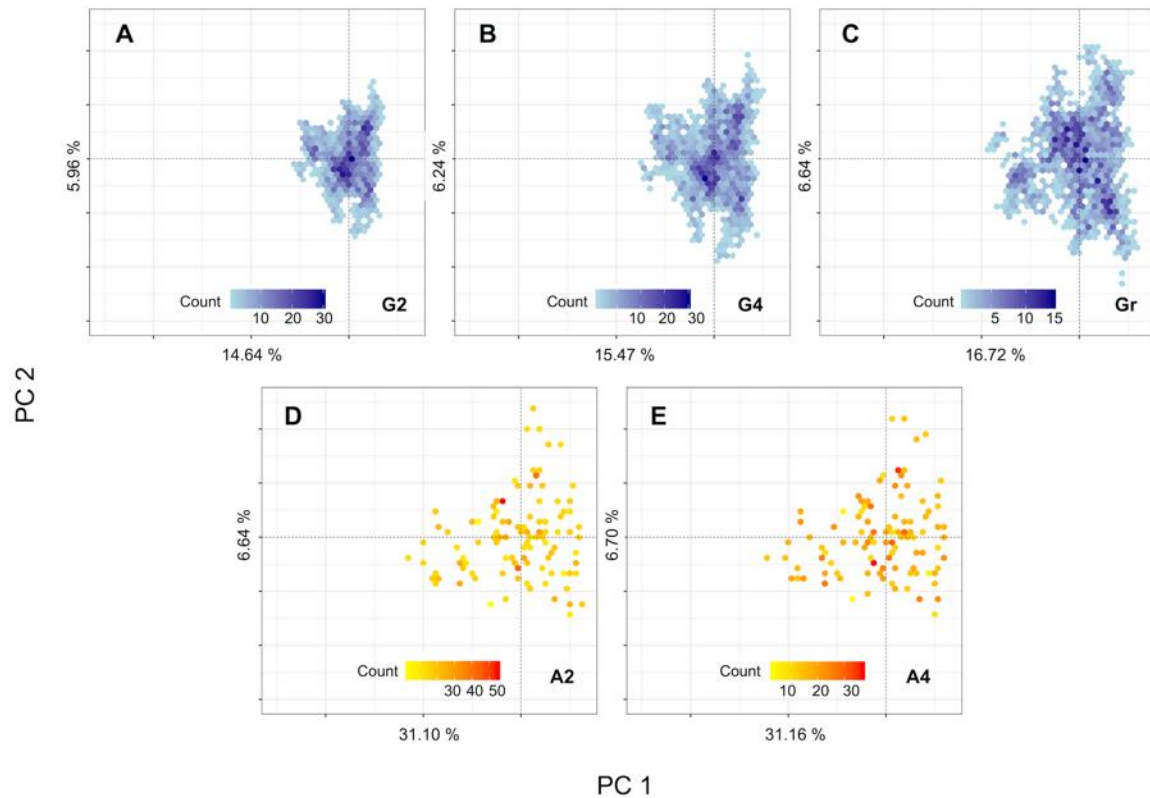 A
B
C
5.96 %
6.24 %
6.64 %
Count
10 20 30
G2
Count
10 20 30
G4
Count
5 10 15
Gr
14.64 %
15.47 %
16.72 %
PC 2
D
E
6.64 %
6.70 %
Count
30 40 50
A2
Count
10 20 30
A4
31.10 %
31.16 %
PC 1